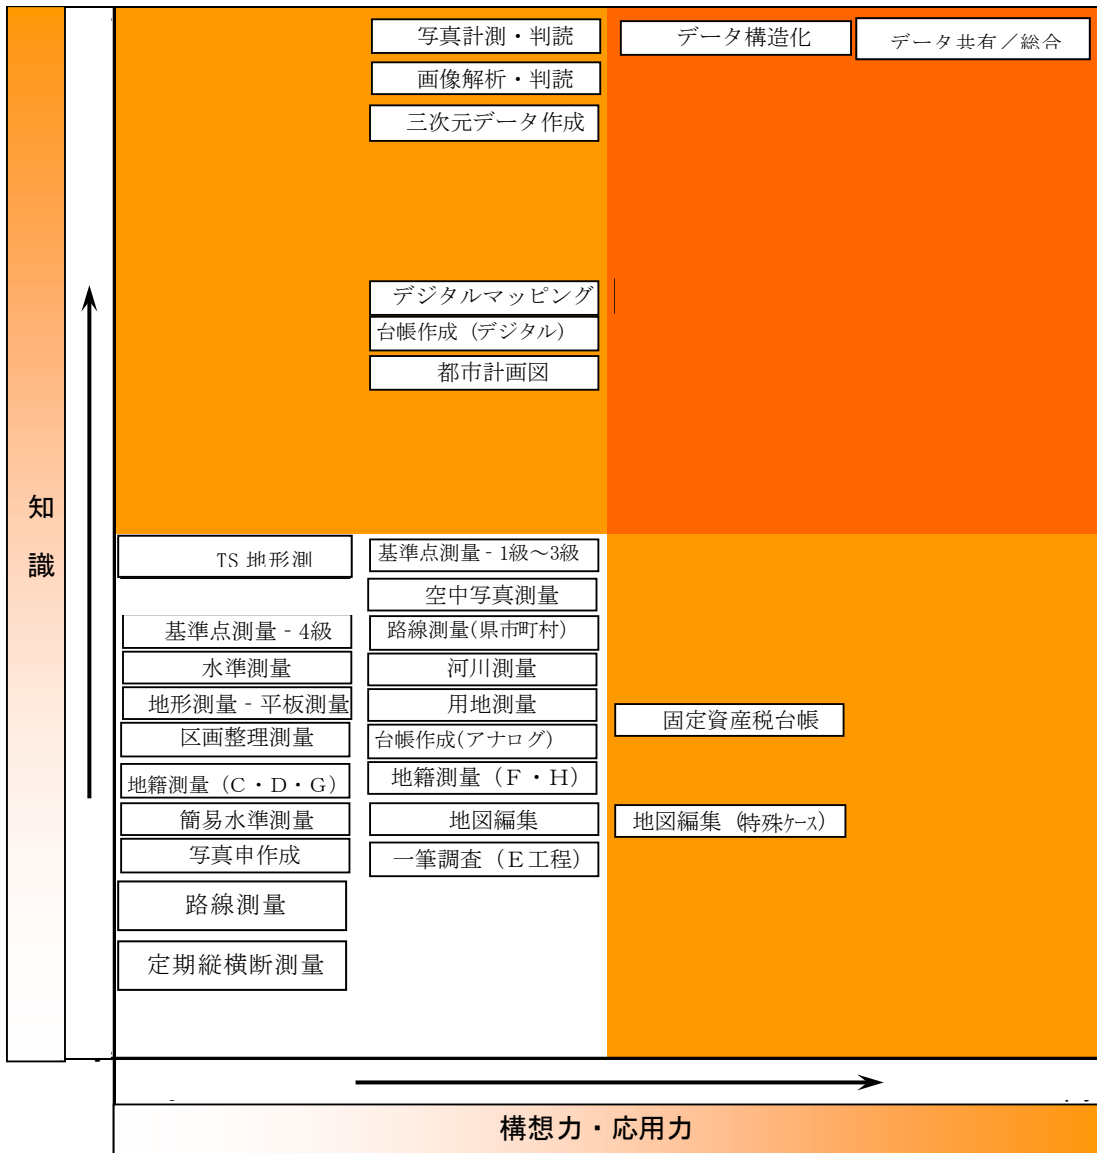 写真計測・判読
データ構造化
データ共有／総合
画像解析・判読
三次元データ作成
デジタルマッピング
台帳作成（デジタル）
都市計画図
知
識
TS 地形測
基準点測量 - 1級～3級
空中写真測量
基準点測量 - 4級
路線測量(県市町村)
水準測量
河川測量
地形測量 - 平板測量
用地測量
固定資産税台帳
区画整理測量
台帳作成(アナログ)
地籍測量（C・D・G）
地籍測量（F・H）
簡易水準測量
地図編集
地図編集（特殊ケース）
写真申作成
一筆調査（E工程）
路線測量
定期縦横断測量
構想力・応用力